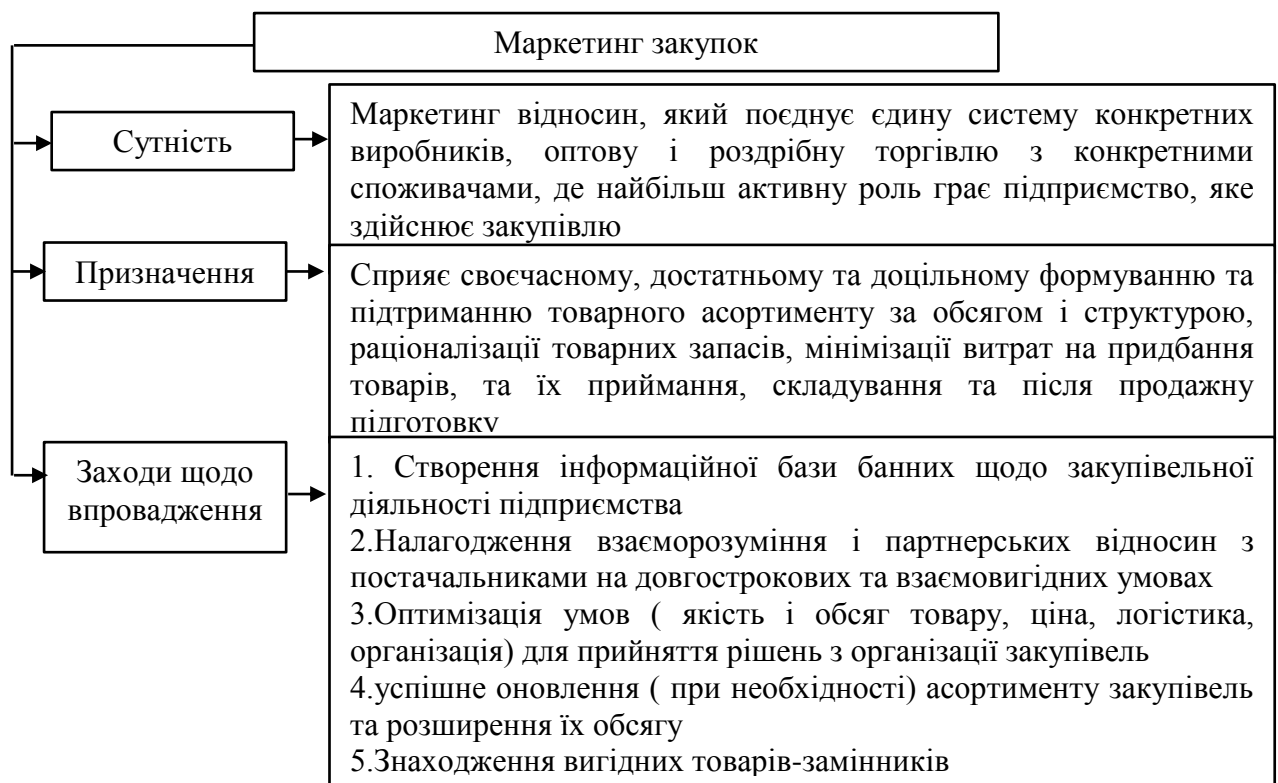 Маркетинг закупок
Сутність
Маркетинг відносин, який поєднує єдину систему конкретних
виробників, оптову і роздрібну торгівлю з конкретними
споживачами, де найбільш активну роль грає підприємство, яке
здійснює закупівлю
Призначення
Сприяє своєчасному, достатньому та доцільному формуванню та
підтриманню товарного асортименту за обсягом і структурою,
раціоналізації товарних запасів, мінімізації витрат на придбання
товарів, та їх приймання, складування та після продажну
підготовку
Заходи щодо
впровадження
1. Створення інформаційної бази банних щодо закупівельної
діяльності підприємства
2.Налагодження взаєморозуміння і партнерських відносин з
постачальниками на довгострокових та взаємовигідних умовах
3.Оптимізація умов ( якість і обсяг товару, ціна, логістика,
організація) для прийняття рішень з організації закупівель
4.успішне оновлення ( при необхідності) асортименту закупівель
та розширення їх обсягу
5.Знаходження вигідних товарів-замінників